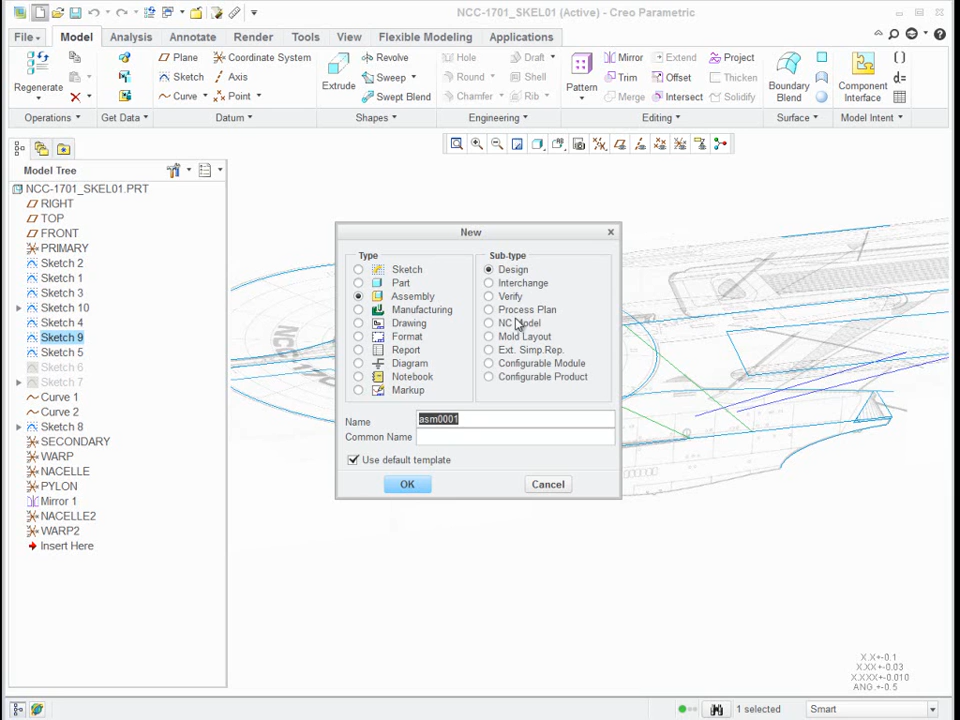 NCC-1701_SKEL01 (Active) - Creo Parametric
File Model Analysis Annotate Render Tools View Flexible Modeling Applications
Regenerate
Plane
Sketch
Curve
Coordinate System
Axis
Point
Extrude
Revolve
Sweep
Swept Blend
Hole
Round
Chamfer
Draft
Shell
Rib
Pattern
Mirror
Trim
Merge
Extend
Offset
Intersect
Project
Thicken
Solidify
Boundary
Blend
Component
Interface
Operations Get Data Datum Shapes Engineering Editing Surface Model Intent
Model Tree
NCC-1701_SKEL01.PRT
RIGHT
TOP
FRONT
PRIMARY
Sketch 2
Sketch 1
Sketch 3
Sketch 10
Sketch 4
Sketch 9
Sketch 5
Sketch 6
Sketch 7
Curve 1
Curve 2
Sketch 8
SECONDARY
WARP
NACELLE
PYLON
Mirror 1
NACELLE2
WARP2
Insert Here
New
Type
Sketch
Part
Assembly
Manufacturing
Drawing
Format
Report
Diagram
Notebook
Markup
Sub-type
Design
Interchange
Verify
Process Plan
NC Model
Mold Layout
Ext. Simp.Rep.
Configurable Module
Configurable Product
Name asm0001
Common Name
Use default template
OK Cancel
X.X+-0.1
X.XX+-0.03
X.XXX+-0.010
ANG.+-0.5
1 selected
Smart